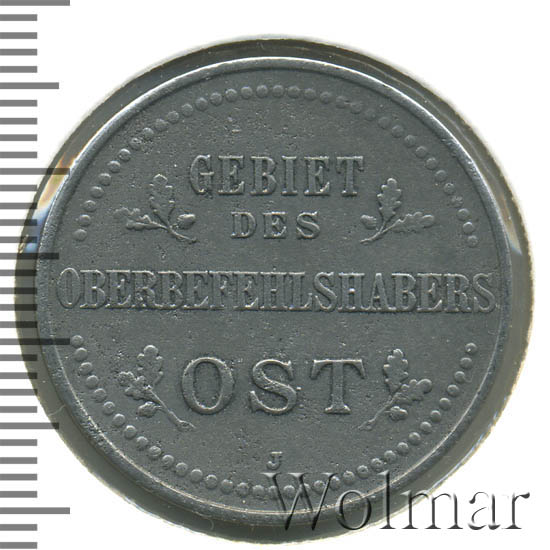 GEBIET
DES
OBERBEFEHLSHABERS
OST
J
Wolmar